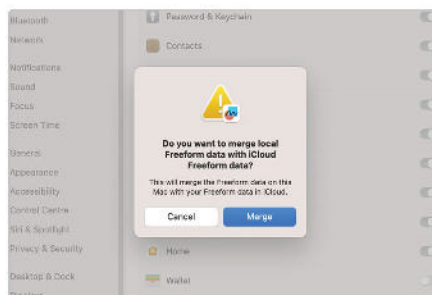 Bluetooth
Network
Notifications
Sound
Focus
Screen Time
General
Appearance
Accessibility
Control Centre
Siri & Spotlight
Privacy & Security
Desktop & Dock
Password & Keychain
Contacts
Do you want to merge local
Freeform data with iCloud
Freeform data?
This will merge the Freeform data on this
Mac with your Freeform data in iCloud.
Cancel
Merge
Home
Wallet